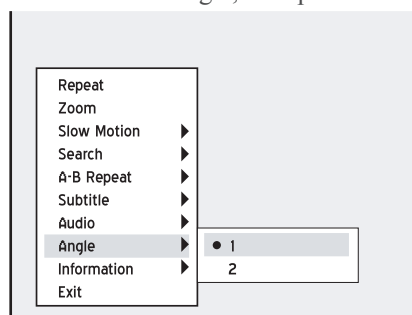 Repeat
Zoom
Slow Motion
Search
A-B Repeat
Subtitle
Audio
Angle
1
2
Information
Exit